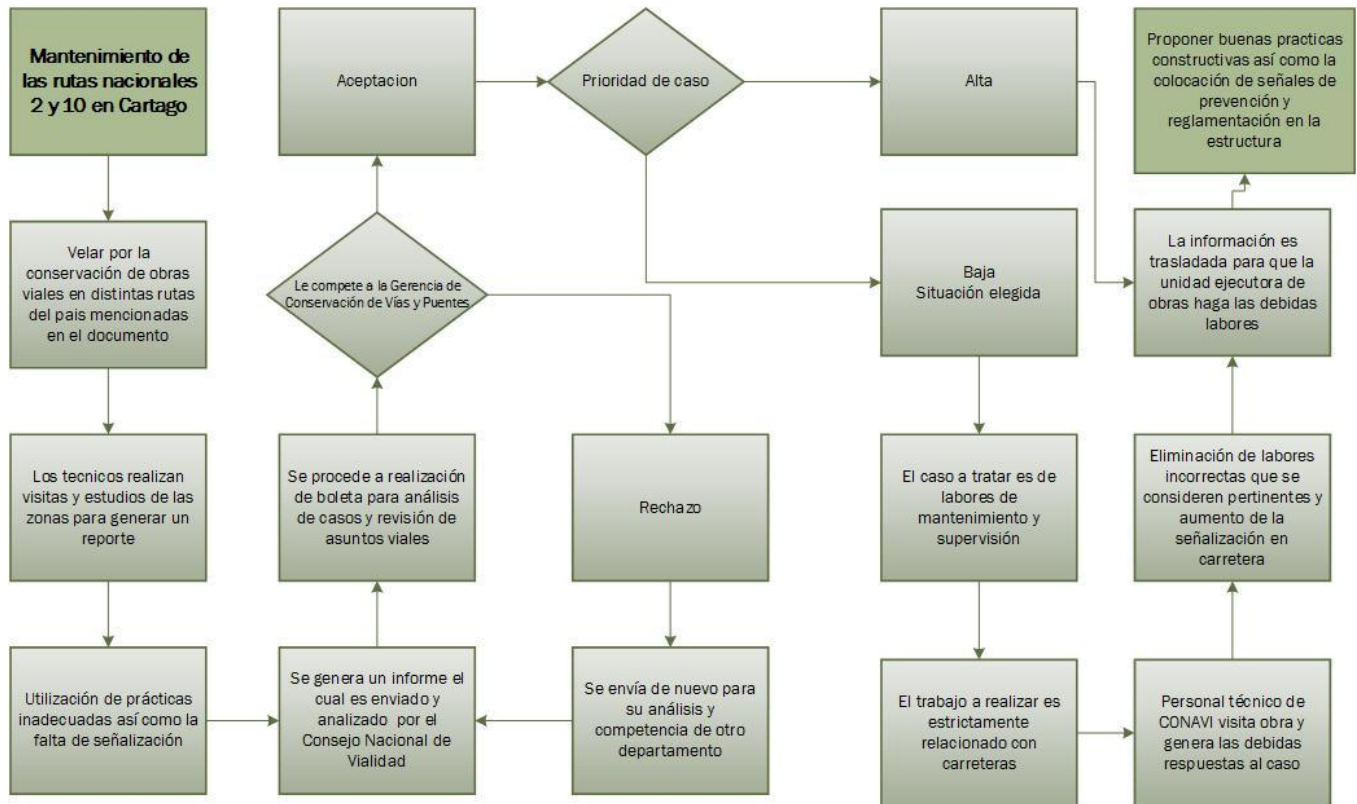 Mantenimiento de
las rutas nacionales
2 y 10 en Cartago
Velar por la
conservación de obras
viales en distintas rutas
del pais mencionadas
en el documento
Los tecnicos realizan
visitas y estudios de las
zonas para generar un
reporte
Utilización de prácticas
inadecuadas así como la
falta de señalización
Se genera un informe el
cual es enviado y
analizado por el
Consejo Nacional de
Vialidad
Se procede a realización
de boleta para análisis
de casos y revisión de
asuntos viales
Le compete a la Gerencia de
Conservación de Vías y Puentes
Aceptacion
Rechazo
Se envía de nuevo para
su análisis y
competencia de otro
departamento
Prioridad de caso
Alta
Baja
Situación elegida
El caso a tratar es de
labores de
mantenimiento y
supervisión
El trabajo a realizar es
estrictamente
relacionado con
carreteras
Personal técnico de
CONAVI visita obra y
genera las debidas
respuestas al caso
Eliminación de labores
incorrectas que se
consideren pertinentes y
aumento de la
señalización en
carretera
La información es
trasladada para que la
unidad ejecutora de
obras haga las debidas
labores
Proponer buenas practicas
constructivas así como la
colocación de señales de
prevención y
reglamentación en la
estructura